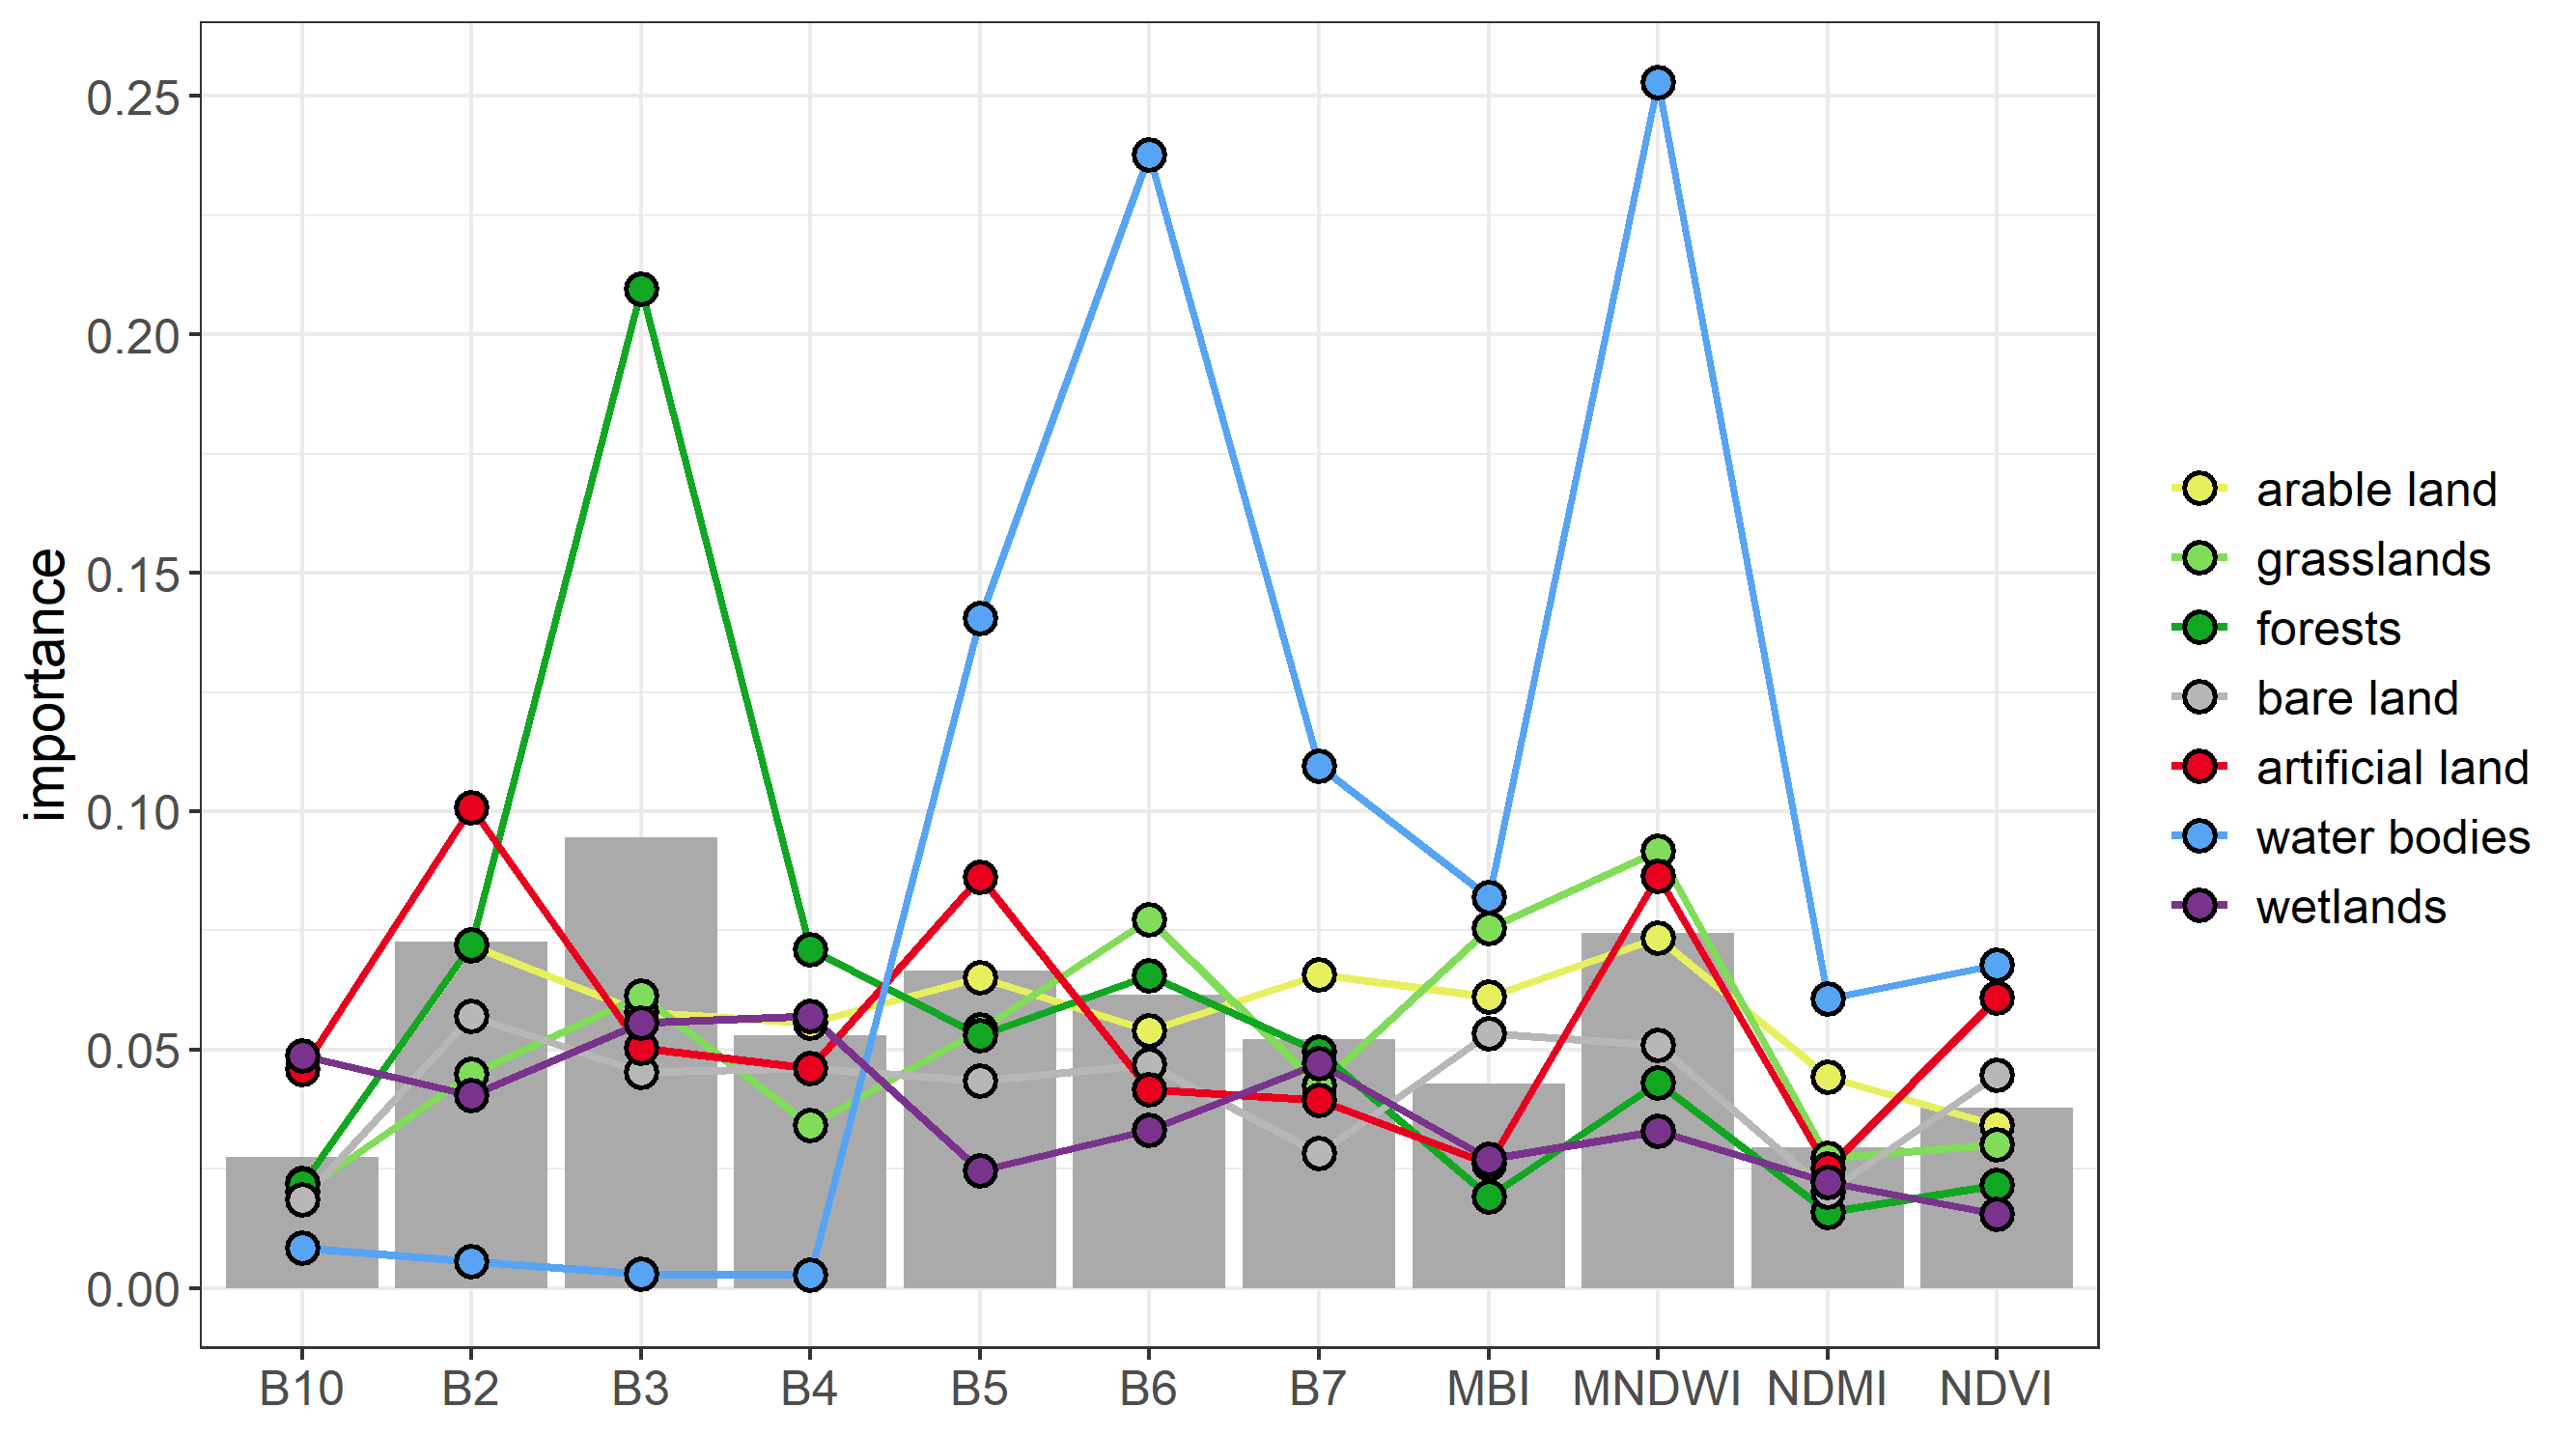 importance
0.25
0.20
0.15
0.10
0.05
0.00
B10 B2 B3 B4 B5 B6 B7 MBI MNDWI NDMI NDVI
arable land
grasslands
forests
bare land
artificial land
water bodies
wetlands